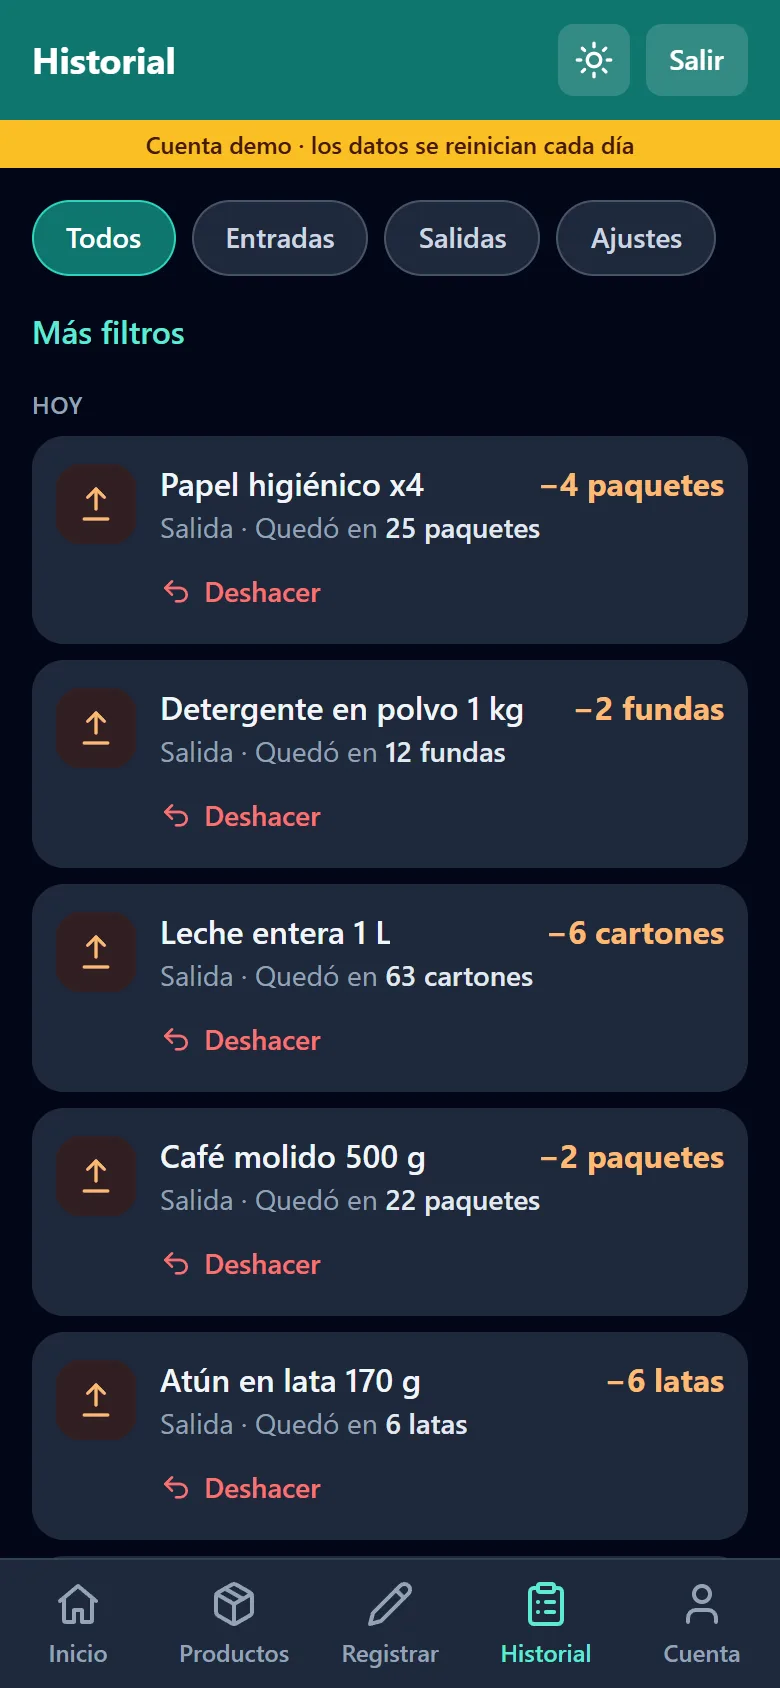 Historial
Salir
Cuenta demo · los datos se reinician cada día
Todos
Entradas
Salidas
Ajustes
Más filtros
HOY
Papel higiénico x4
−4 paquetes
Salida · Quedó en 25 paquetes
Deshacer
Detergente en polvo 1 kg
−2 fundas
Salida · Quedó en 12 fundas
Deshacer
Leche entera 1 L
−6 cartones
Salida · Quedó en 63 cartones
Deshacer
Café molido 500 g
−2 paquetes
Salida · Quedó en 22 paquetes
Deshacer
Atún en lata 170 g
−6 latas
Salida · Quedó en 6 latas
Deshacer
Inicio
Productos
Registrar
Historial
Cuenta